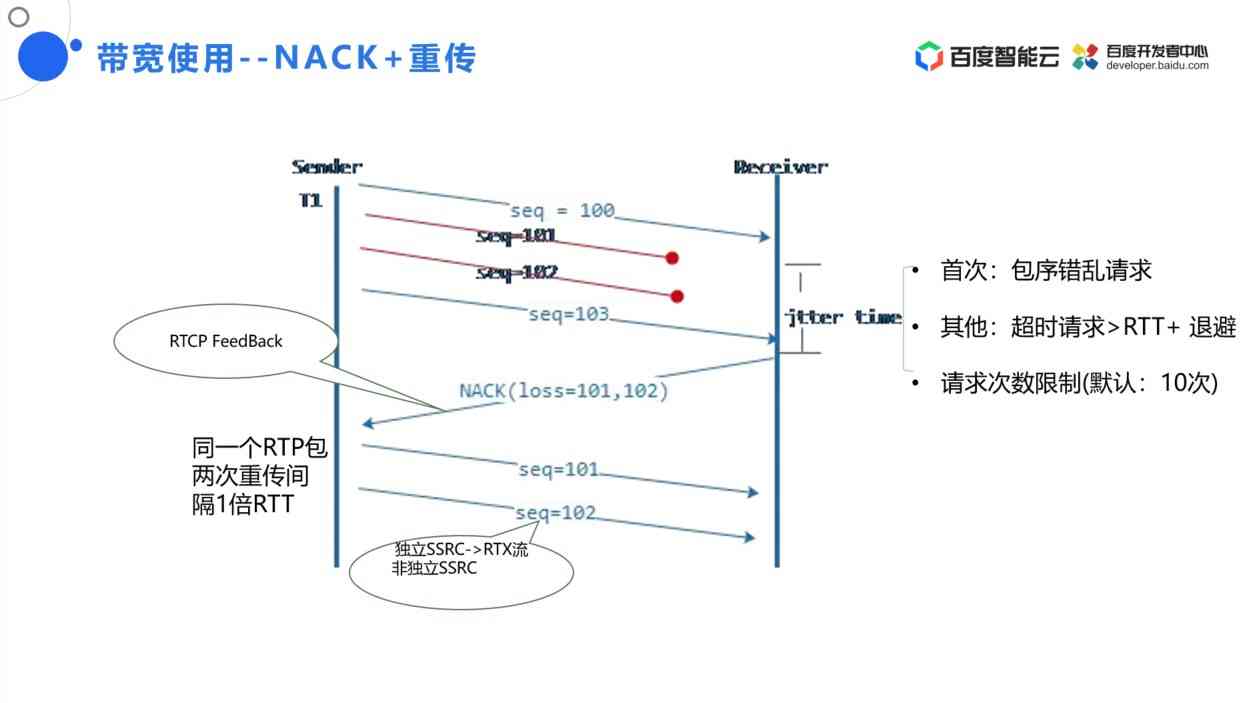 带宽使用--NACK+重传
百度智能云
百度开发者中心
developer.baidu.com
Sender
Receiver
T1
seq = 100
seq=101
seq=102
seq=103
jtter time
• 首次：包序错乱请求
• 其他：超时请求>RTT+ 退避
• 请求次数限制(默认：10次)
RTCP FeedBack
NACK(loss=101,102)
同一个RTP包
两次重传间
隔1倍RTT
seq=101
seq=102
独立SSRC->RTX流
非独立SSRC